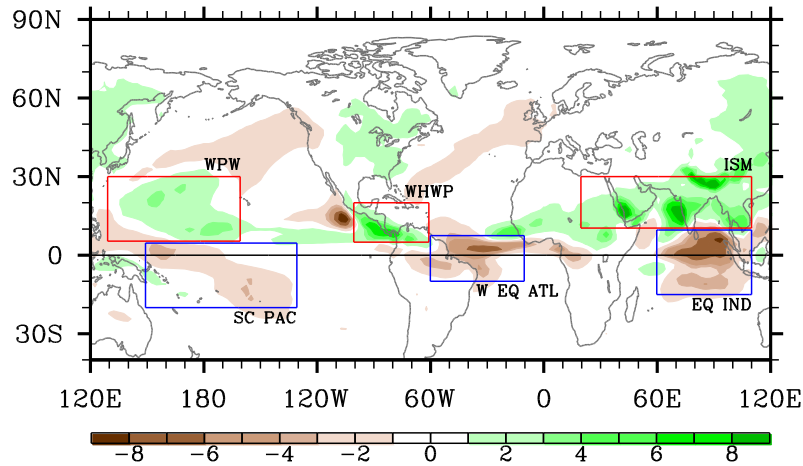 90N
60N
30N
0
30S
WPW
WHWP
ISM
SC PAC
W EQ ATL
EQ IND
120E 180 120W 60W 0 60E 120E
-8 -6 -4 -2 0 2 4 6 8